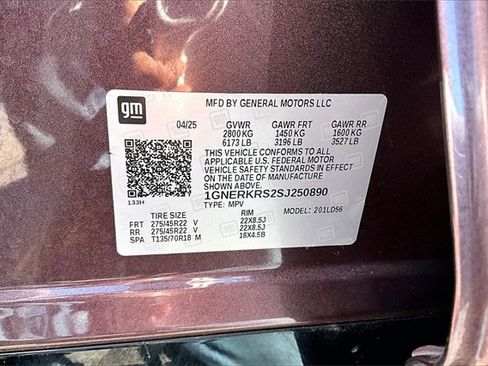 gm
MFD BY GENERAL MOTORS LLC
04/25 GVWR GAWR FRT GAWR RR
2800 KG 1450 KG 1600 KG
6173 LB 3196 LB 3527 LB
THIS VEHICLE CONFORMS TO ALL
APPLICABLE U.S. FEDERAL MOTOR
VEHICLE SAFETY STANDARDS IN EFFECT
ON THE DATE OF MANUFACTURE
SHOWN ABOVE.
1GNERKRS2SJ250890
133H
TYPE: MPV MODEL: 201LD56
TIRE SIZE RIM
FRT 275/45R22 V 22X8.5J
RR 275/45R22 V 22X8.5J
SPA T135/70R18 M 18X4.5B